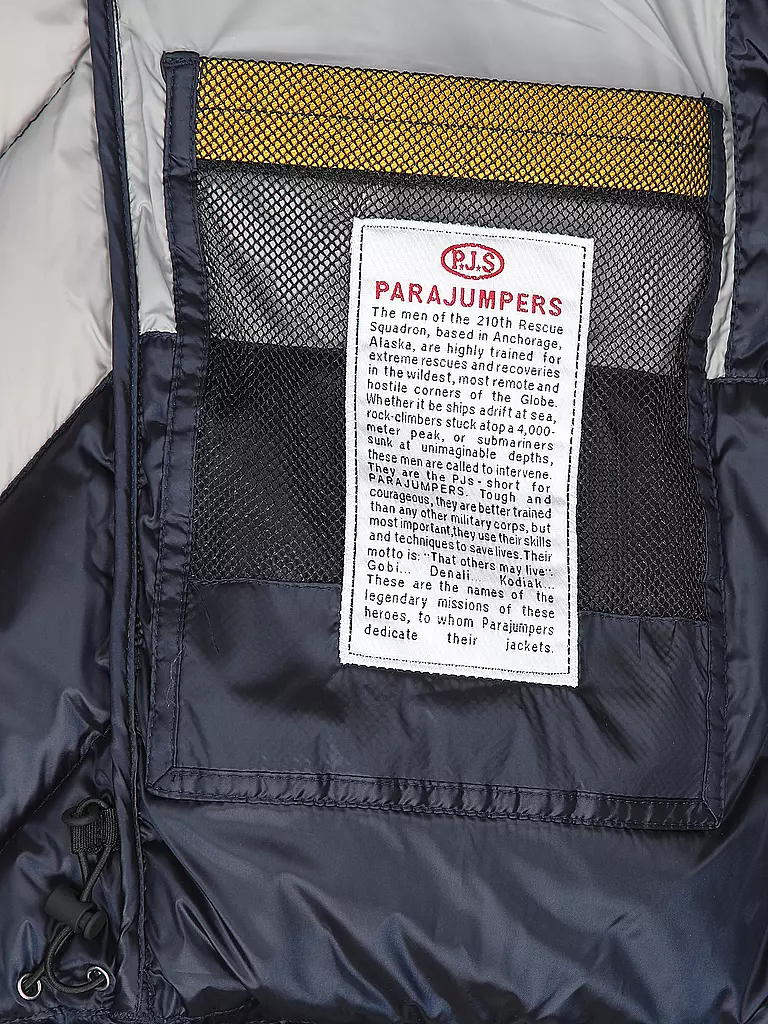 P.J.S
PARAJUMPERS
The men of the 210th Rescue
Squadron, based in Anchorage,
Alaska, are highly trained for
extreme rescues and recoveries
in the wildest, most remote and
hostile corners of the Globe.
Whether it be ships adrift at sea,
rock-climbers stuck atop a 4,000-
meter peak, or submariners
sunk at unimaginable depths,
these men are called to intervene.
They are the PJs - short for
PARAJUMPERS. Tough and
courageous, they are better trained
than any other military corps, but
most important, they use their skills
and techniques to save lives. Their
motto is: "That others may live":
Gobi... Denali... Kodiak...
These are the names of the
legendary missions of these
heroes, to whom Parajumpers
dedicate their jackets.